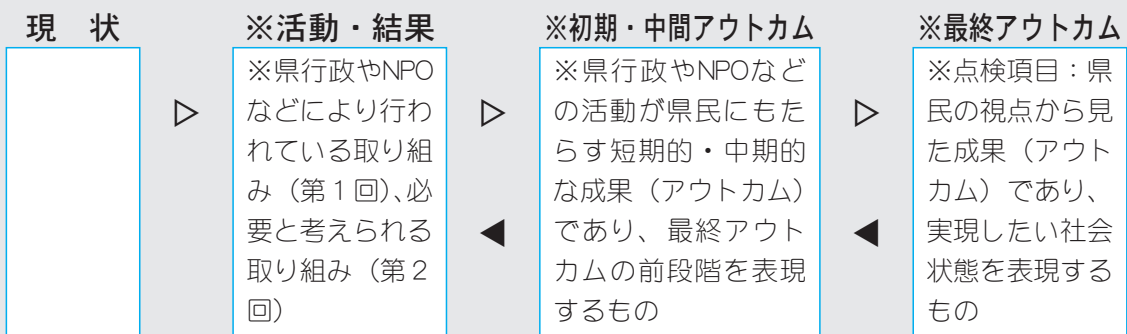 現　状
※活動・結果
※県行政やNPO
などにより行わ
れている取り組
み（第１回)、必
要と考えられる
取り組み（第２
回）
※初期・中間アウトカム
※県行政やNPOなど
の活動が県民にもた
らす短期的・中期的
な成果（アウトカム）
であり、最終アウト
カムの前段階を表現
するもの
※最終アウトカム
※点検項目：県
民の視点から見
た成果（アウト
カム）であり、
実現したい社会
状態を表現する
もの